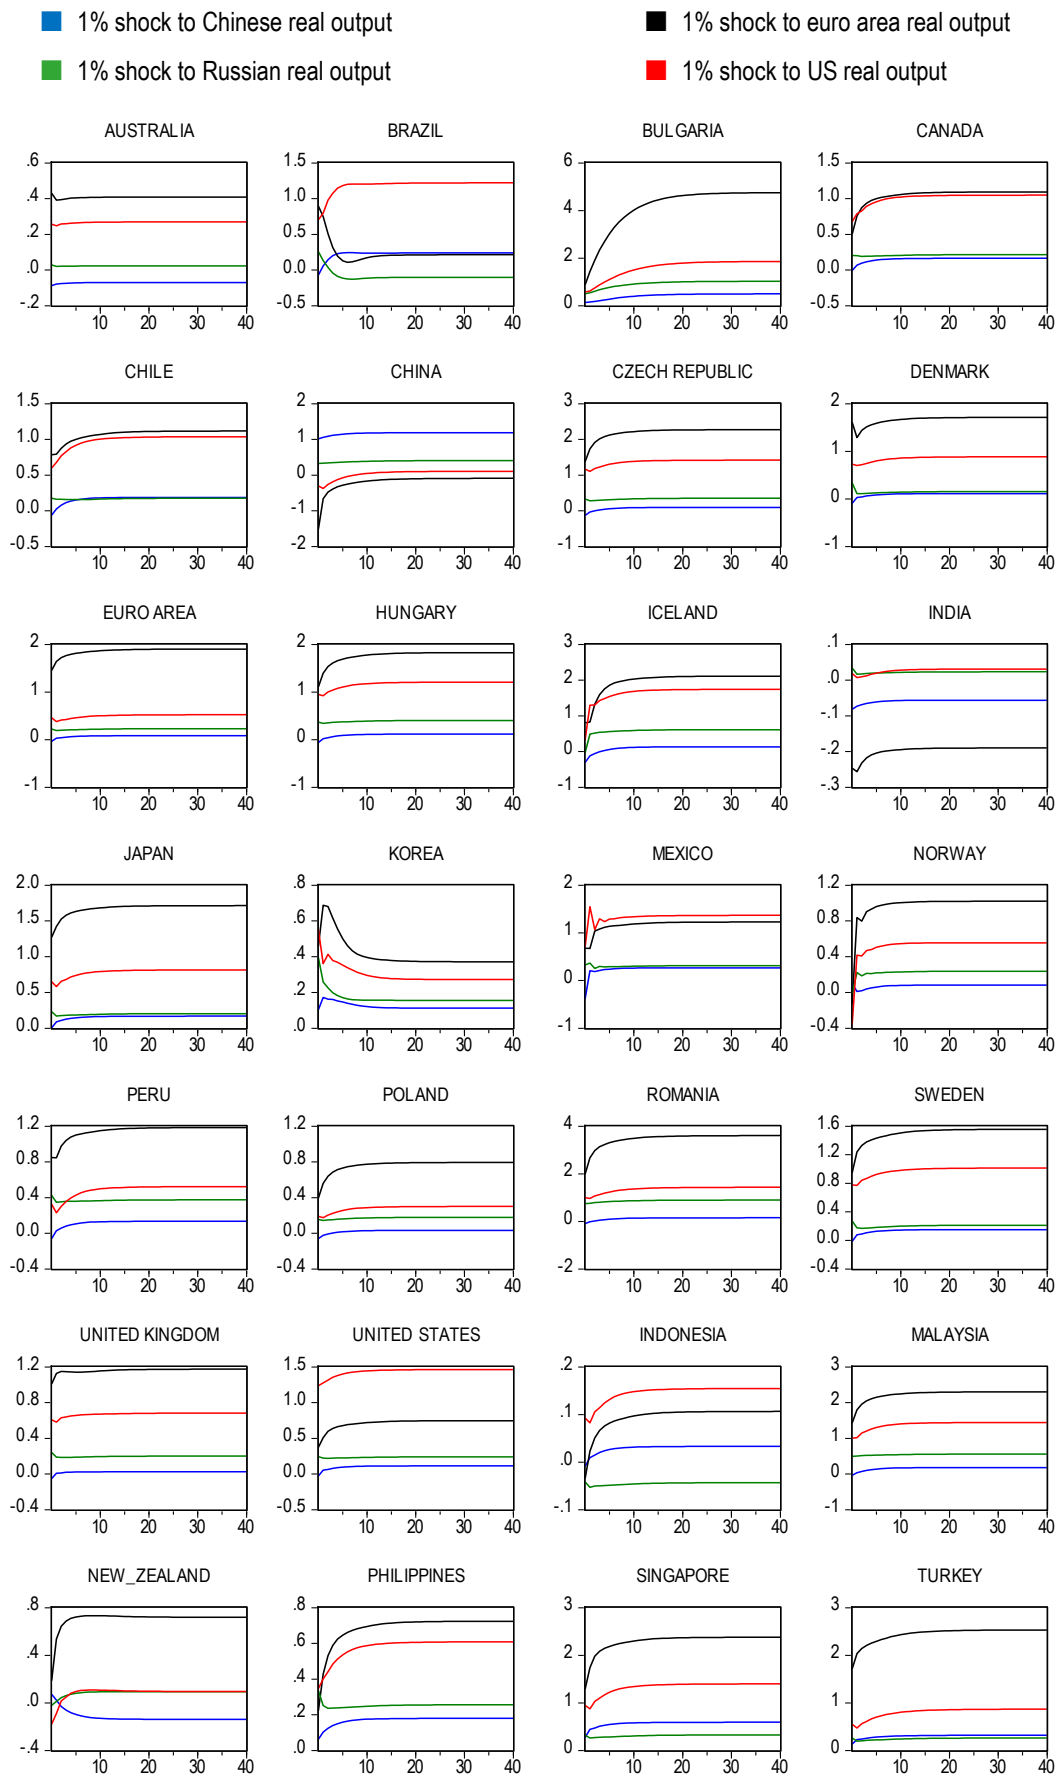 1% shock to Chinese real output
1% shock to euro area real output
1% shock to Russian real output
1% shock to US real output
AUSTRALIA
.6
.4
.2
.0
-.2
10 20 30 40
BRAZIL
1.5
1.0
0.5
0.0
-0.5
10 20 30 40
BULGARIA
6
4
2
0
10 20 30 40
CANADA
1.5
1.0
0.5
0.0
-0.5
10 20 30 40
CHILE
1.5
1.0
0.5
0.0
-0.5
10 20 30 40
CHINA
2
1
0
-1
-2
10 20 30 40
CZECH REPUBLIC
3
2
1
0
-1
10 20 30 40
DENMARK
2
1
0
-1
10 20 30 40
EURO AREA
2
1
0
-1
10 20 30 40
HUNGARY
2
1
0
-1
10 20 30 40
ICELAND
3
2
1
0
-1
10 20 30 40
INDIA
.1
.0
-.1
-.2
-.3
10 20 30 40
JAPAN
2.0
1.5
1.0
0.5
0.0
10 20 30 40
KOREA
.8
.6
.4
.2
.0
10 20 30 40
MEXICO
2
1
0
-1
10 20 30 40
NORWAY
1.2
0.8
0.4
0.0
-0.4
10 20 30 40
PERU
1.2
0.8
0.4
0.0
-0.4
10 20 30 40
POLAND
1.2
0.8
0.4
0.0
-0.4
10 20 30 40
ROMANIA
4
2
0
-2
10 20 30 40
SWEDEN
1.6
1.2
0.8
0.4
0.0
-0.4
10 20 30 40
UNITED KINGDOM
1.2
0.8
0.4
0.0
-0.4
10 20 30 40
UNITED STATES
1.5
1.0
0.5
0.0
-0.5
10 20 30 40
INDONESIA
.2
.1
.0
-.1
10 20 30 40
MALAYSIA
3
2
1
0
-1
10 20 30 40
NEW_ZEALAND
.8
.4
.0
-.4
10 20 30 40
PHILIPPINES
.8
.6
.4
.2
.0
10 20 30 40
SINGAPORE
3
2
1
0
10 20 30 40
TURKEY
3
2
1
0
10 20 30 40